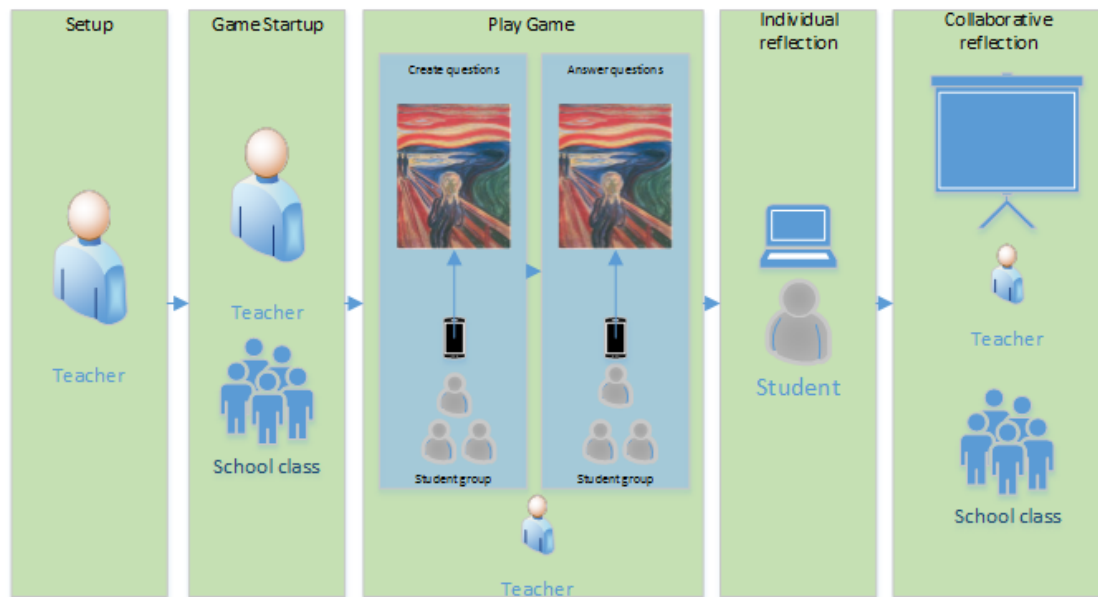 Setup
Teacher
Game Startup
Teacher
School class
Play Game
Create questions
Student group
Answer questions
Student group
Teacher
Individual
reflection
Student
Collaborative
reflection
Teacher
School class